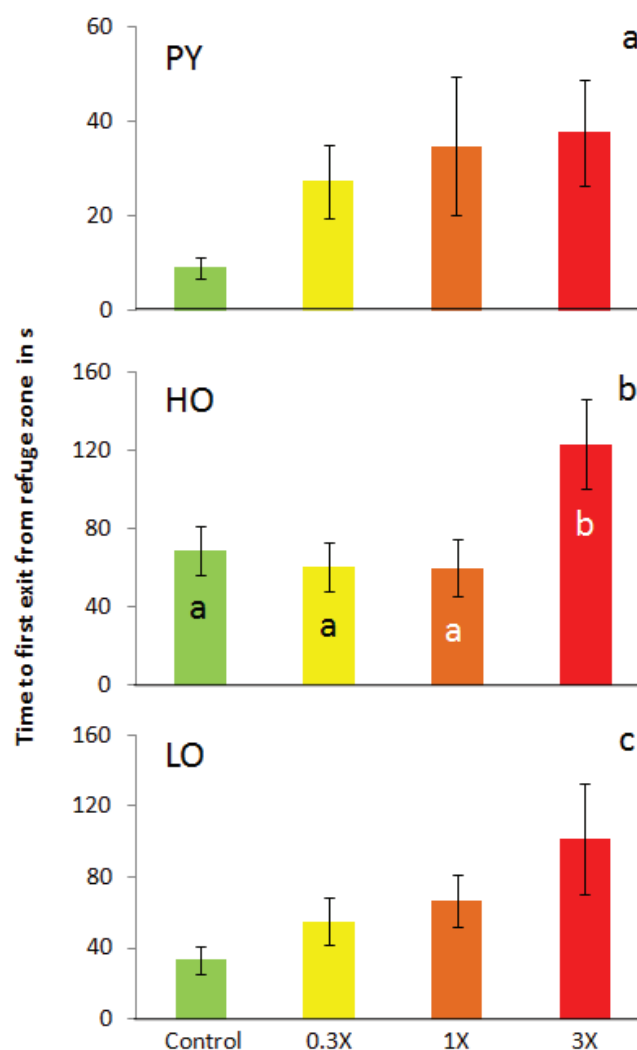 Time to first exit from refuge zone in s
60
PY
a
40
20
0
160
HO
b
120
80
b
a
a
a
40
0
160
LO
c
120
80
40
0
Control 0.3X 1X 3X